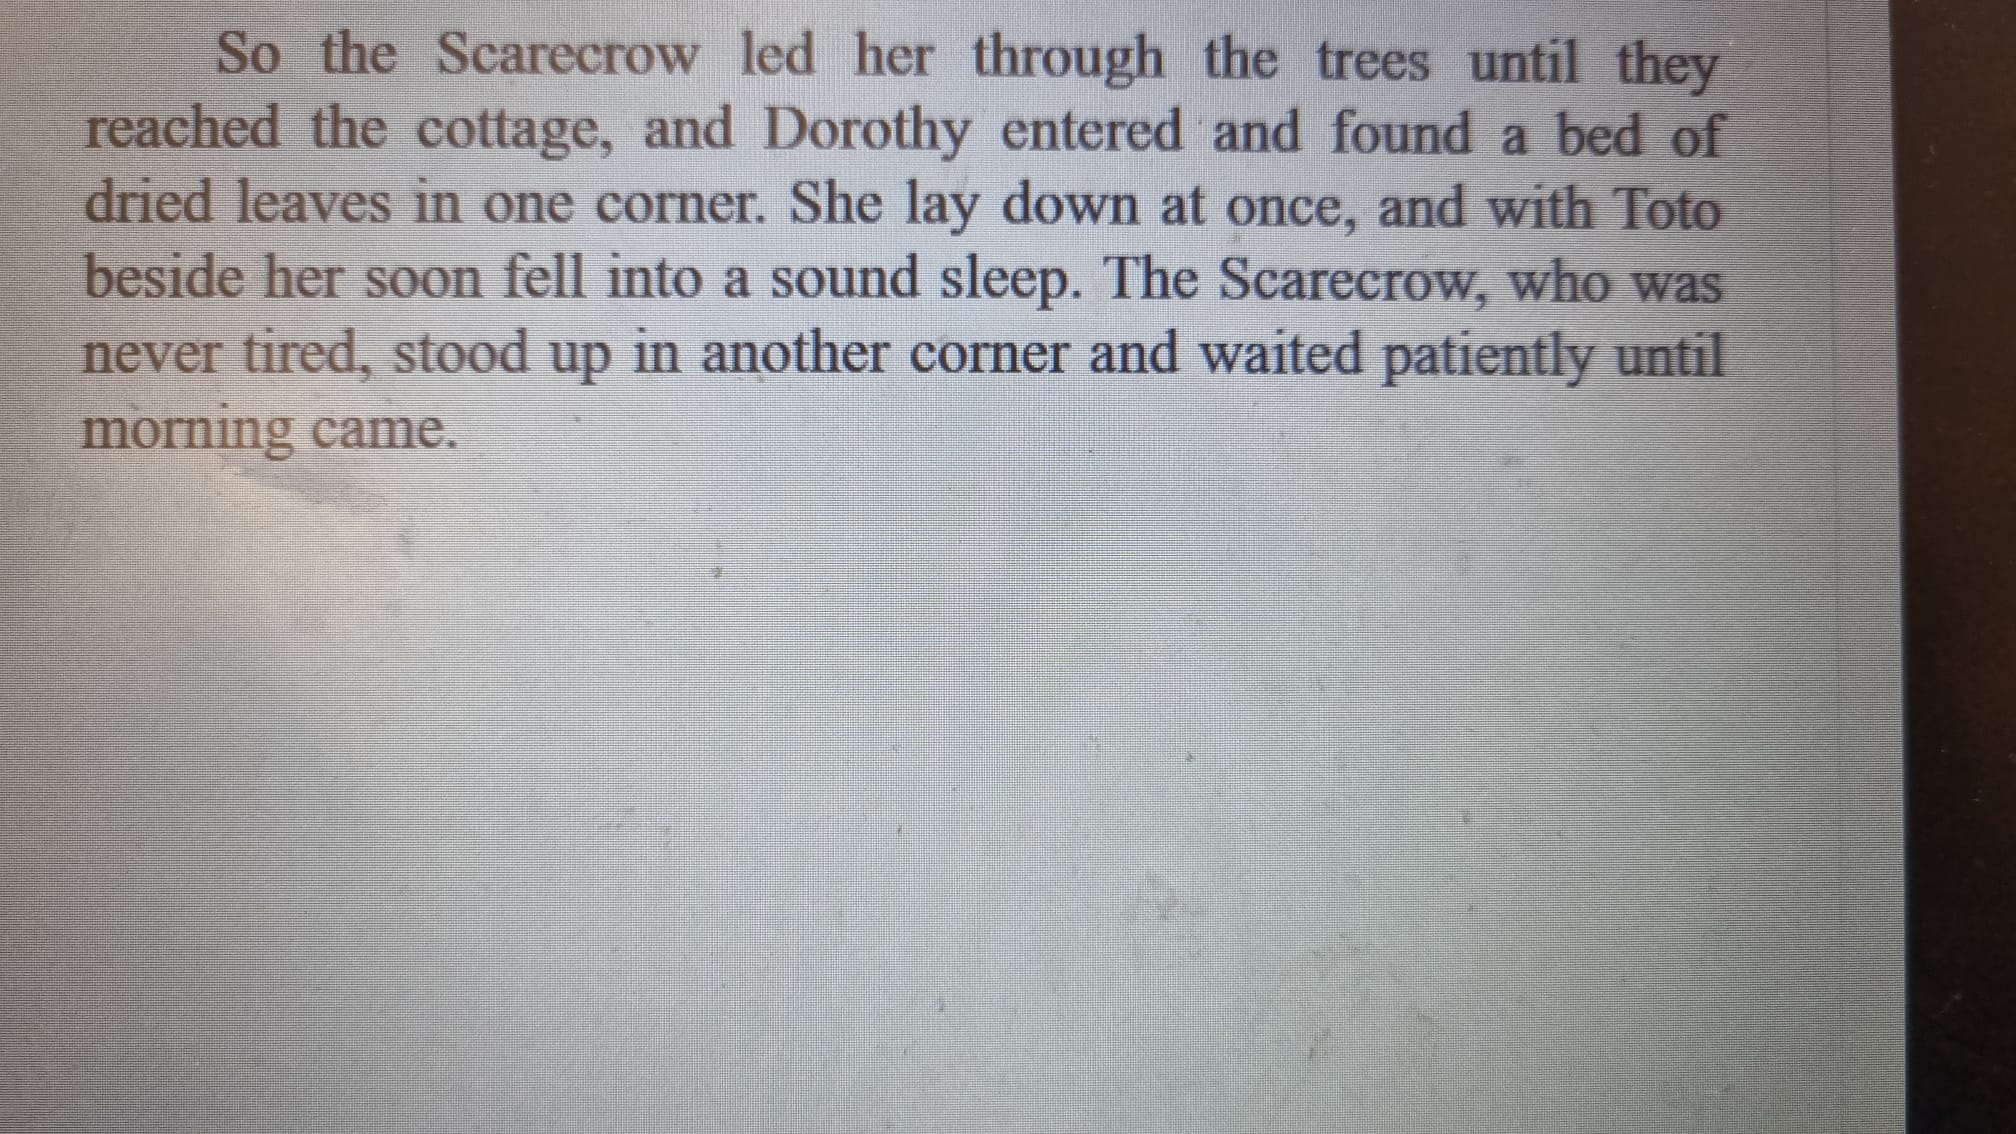 So the Scarecrow led her through the trees until they
reached the cottage, and Dorothy entered and found a bed of
dried leaves in one corner. She lay down at once, and with Toto
beside her soon fell into a sound sleep. The Scarecrow, who was
never tired, stood up in another corner and waited patiently until
morning came.